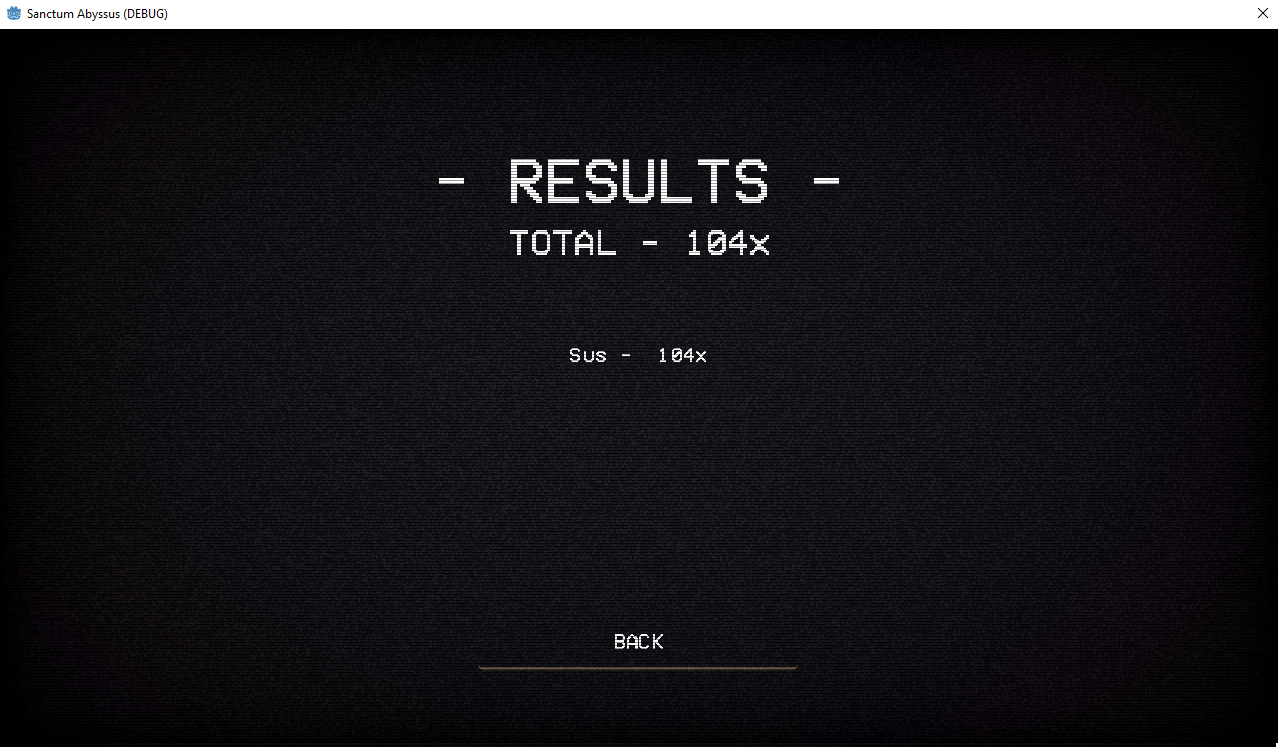 Sanctum Abyssus (DEBUG)
- RESULTS -
TOTAL - 104x
Sus - 104x
BACK